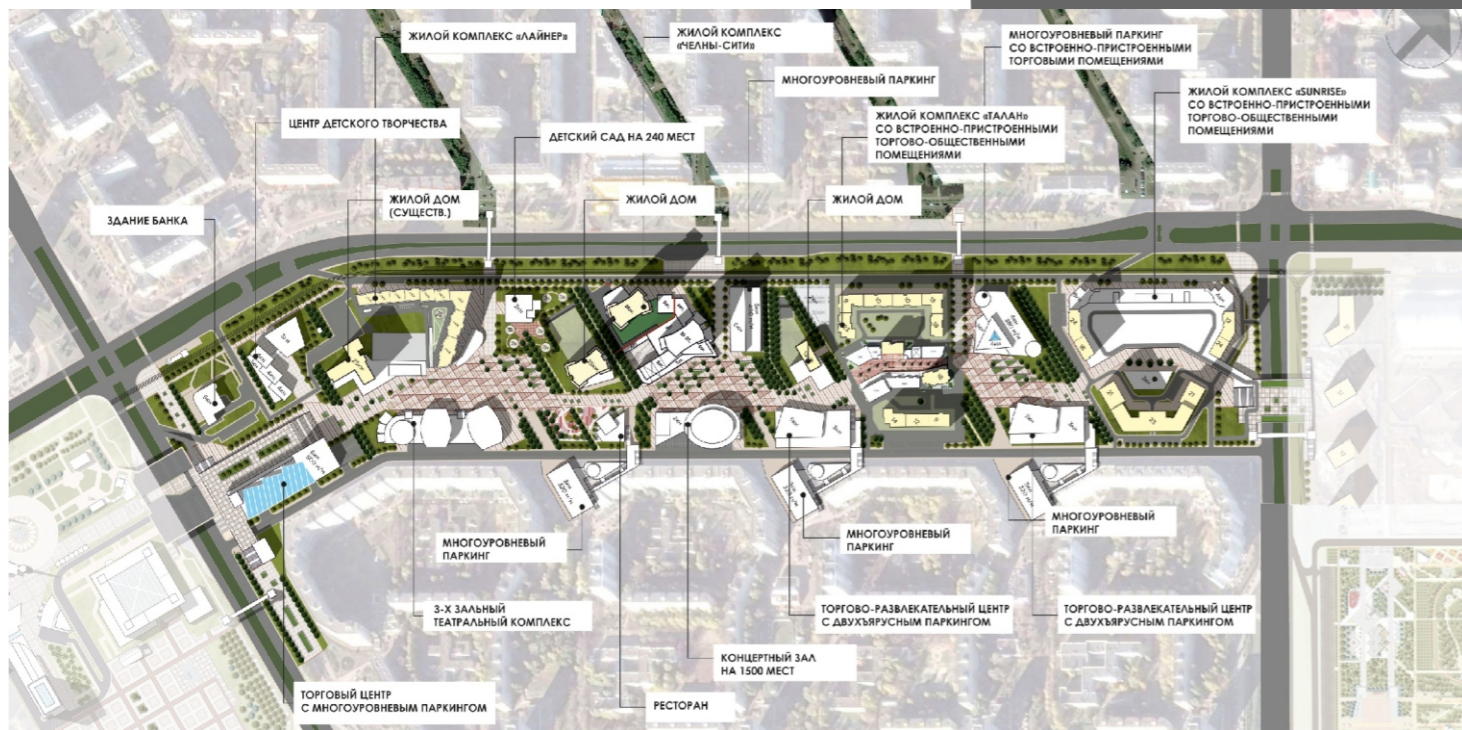 ЖИЛОЙ КОМПЛЕКС «ЛАЙНЕР»
ЖИЛОЙ КОМПЛЕКС
«ЧЕЛНЫ-СИТИ»
МНОГОУРОВНЕВЫЙ ПАРКИНГ
СО ВСТРОЕННО-ПРИСТРОЕННЫМИ
ТОРГОВЫМИ ПОМЕЩЕНИЯМИ
МНОГОУРОВНЕВЫЙ ПАРКИНГ
ЖИЛОЙ КОМПЛЕКС «SUNRISE»
СО ВСТРОЕННО-ПРИСТРОЕННЫМИ
ТОРГОВО-ОБЩЕСТВЕННЫМИ
ПОМЕЩЕНИЯМИ
ЦЕНТР ДЕТСКОГО ТВОРЧЕСТВА
ДЕТСКИЙ САД НА 240 МЕСТ
ЖИЛОЙ КОМПЛЕКС «ТАЛАН»
СО ВСТРОЕННО-ПРИСТРОЕННЫМИ
ТОРГОВО-ОБЩЕСТВЕННЫМИ
ПОМЕЩЕНИЯМИ
ЗДАНИЕ БАНКА
ЖИЛОЙ ДОМ
(СУЩЕСТВ.)
ЖИЛОЙ ДОМ
ЖИЛОЙ ДОМ
МНОГОУРОВНЕВЫЙ
ПАРКИНГ
МНОГОУРОВНЕВЫЙ
ПАРКИНГ
МНОГОУРОВНЕВЫЙ
ПАРКИНГ
3-Х ЗАЛЬНЫЙ
ТЕАТРАЛЬНЫЙ КОМПЛЕКС
ТОРГОВО-РАЗВЛЕКАТЕЛЬНЫЙ ЦЕНТР
С ДВУХЪЯРУСНЫМ ПАРКИНГОМ
ТОРГОВО-РАЗВЛЕКАТЕЛЬНЫЙ ЦЕНТР
С ДВУХЪЯРУСНЫМ ПАРКИНГОМ
КОНЦЕРТНЫЙ ЗАЛ
НА 1500 МЕСТ
ТОРГОВЫЙ ЦЕНТР
С МНОГОУРОВНЕВЫМ ПАРКИНГОМ
РЕСТОРАН